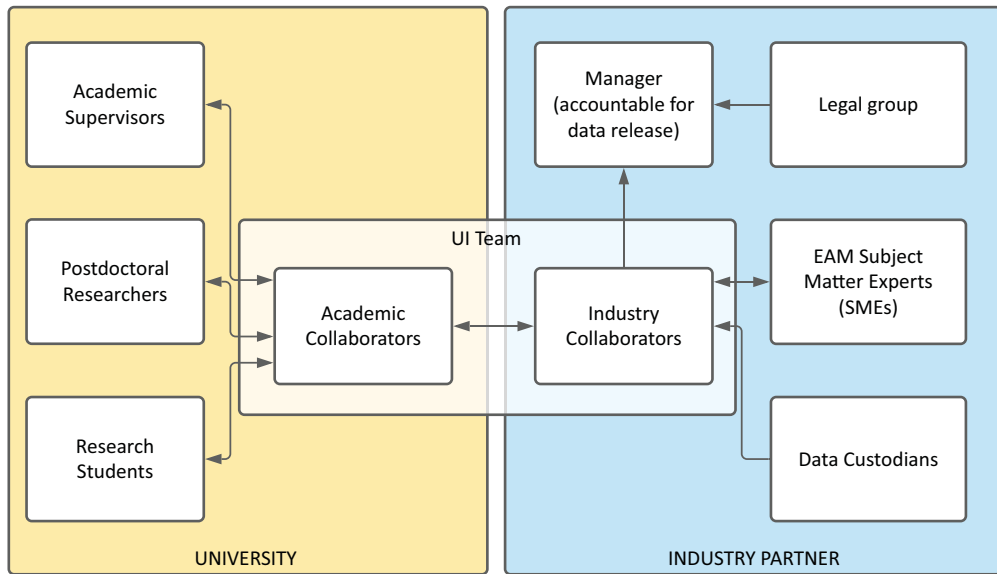 Academic
Supervisors
Postdoctoral
Researchers
Research
Students
UI Team
Academic
Collaborators
Industry
Collaborators
Manager
(accountable for
data release)
Legal group
EAM Subject
Matter Experts
(SMEs)
Data Custodians
UNIVERSITY
INDUSTRY PARTNER